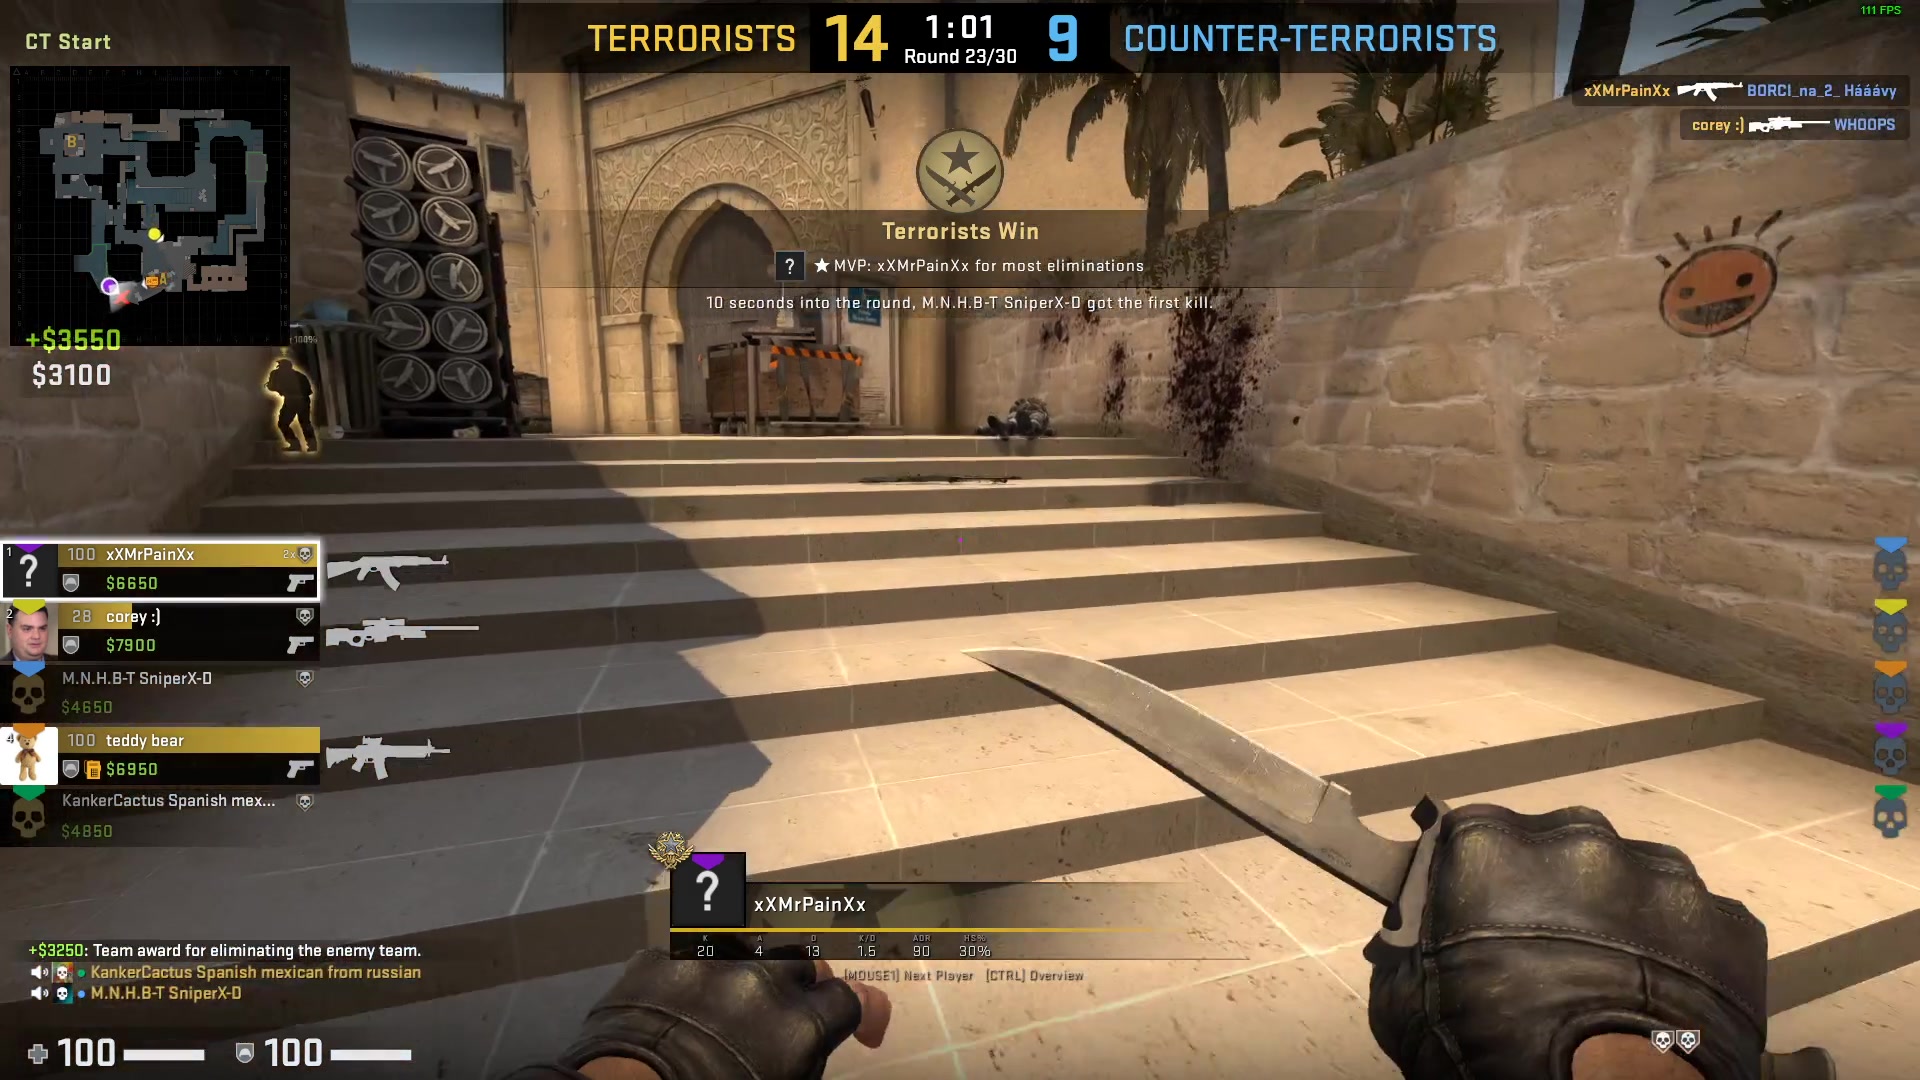 111 FPS
CT Start
TERRORISTS 14 1:01 9 COUNTER-TERRORISTS
Round 23/30
xXMrPainXx BORCI_na_2_ Hááávy
corey :) WHOOPS
B
A
Terrorists Win
? ★ MVP: xXMrPainXx for most eliminations
10 seconds into the round, M.N.H.B-T SniperX-D got the first kill.
+$3550
$3100
100%
1 ? 100 xXMrPainXx 2x
$6650
2 28 corey :)
$7900
M.N.H.B-T SniperX-D
$4650
4 100 teddy bear
$6950
KankerCactus Spanish mex...
$4850
? xXMrPainXx
K A D K/D ADR HS%
20 4 13 1.5 90 30%
[MOUSE1] Next Player [CTRL] Overview
+$3250: Team award for eliminating the enemy team.
KankerCactus Spanish mexican from russian
M.N.H.B-T SniperX-D
100 100